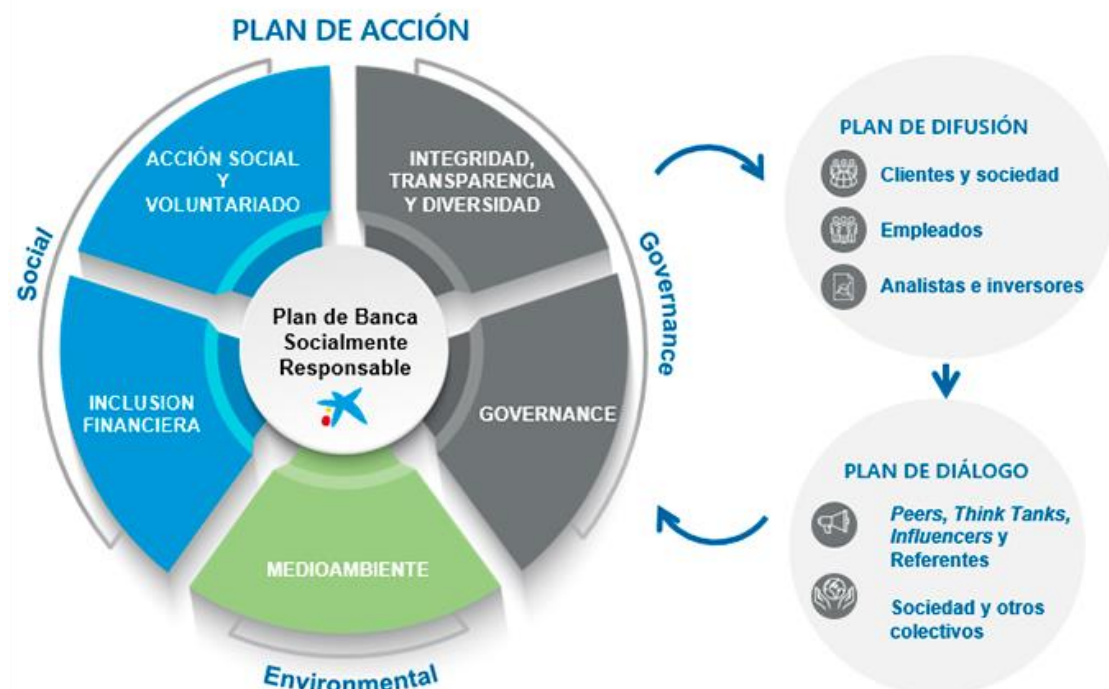 PLAN DE ACCIÓN
Social
ACCIÓN SOCIAL
Y
VOLUNTARIADO
INTEGRIDAD,
TRANSPARENCIA
Y DIVERSIDAD
Governance
Plan de Banca
Socialmente
Responsable
INCLUSION
FINANCIERA
GOVERNANCE
MEDIOAMBIENTE
Environmental
PLAN DE DIFUSIÓN
Clientes y sociedad
Empleados
Analistas e inversores
PLAN DE DIÁLOGO
Peers, Think Tanks,
Influencers y
Referentes
Sociedad y otros
colectivos